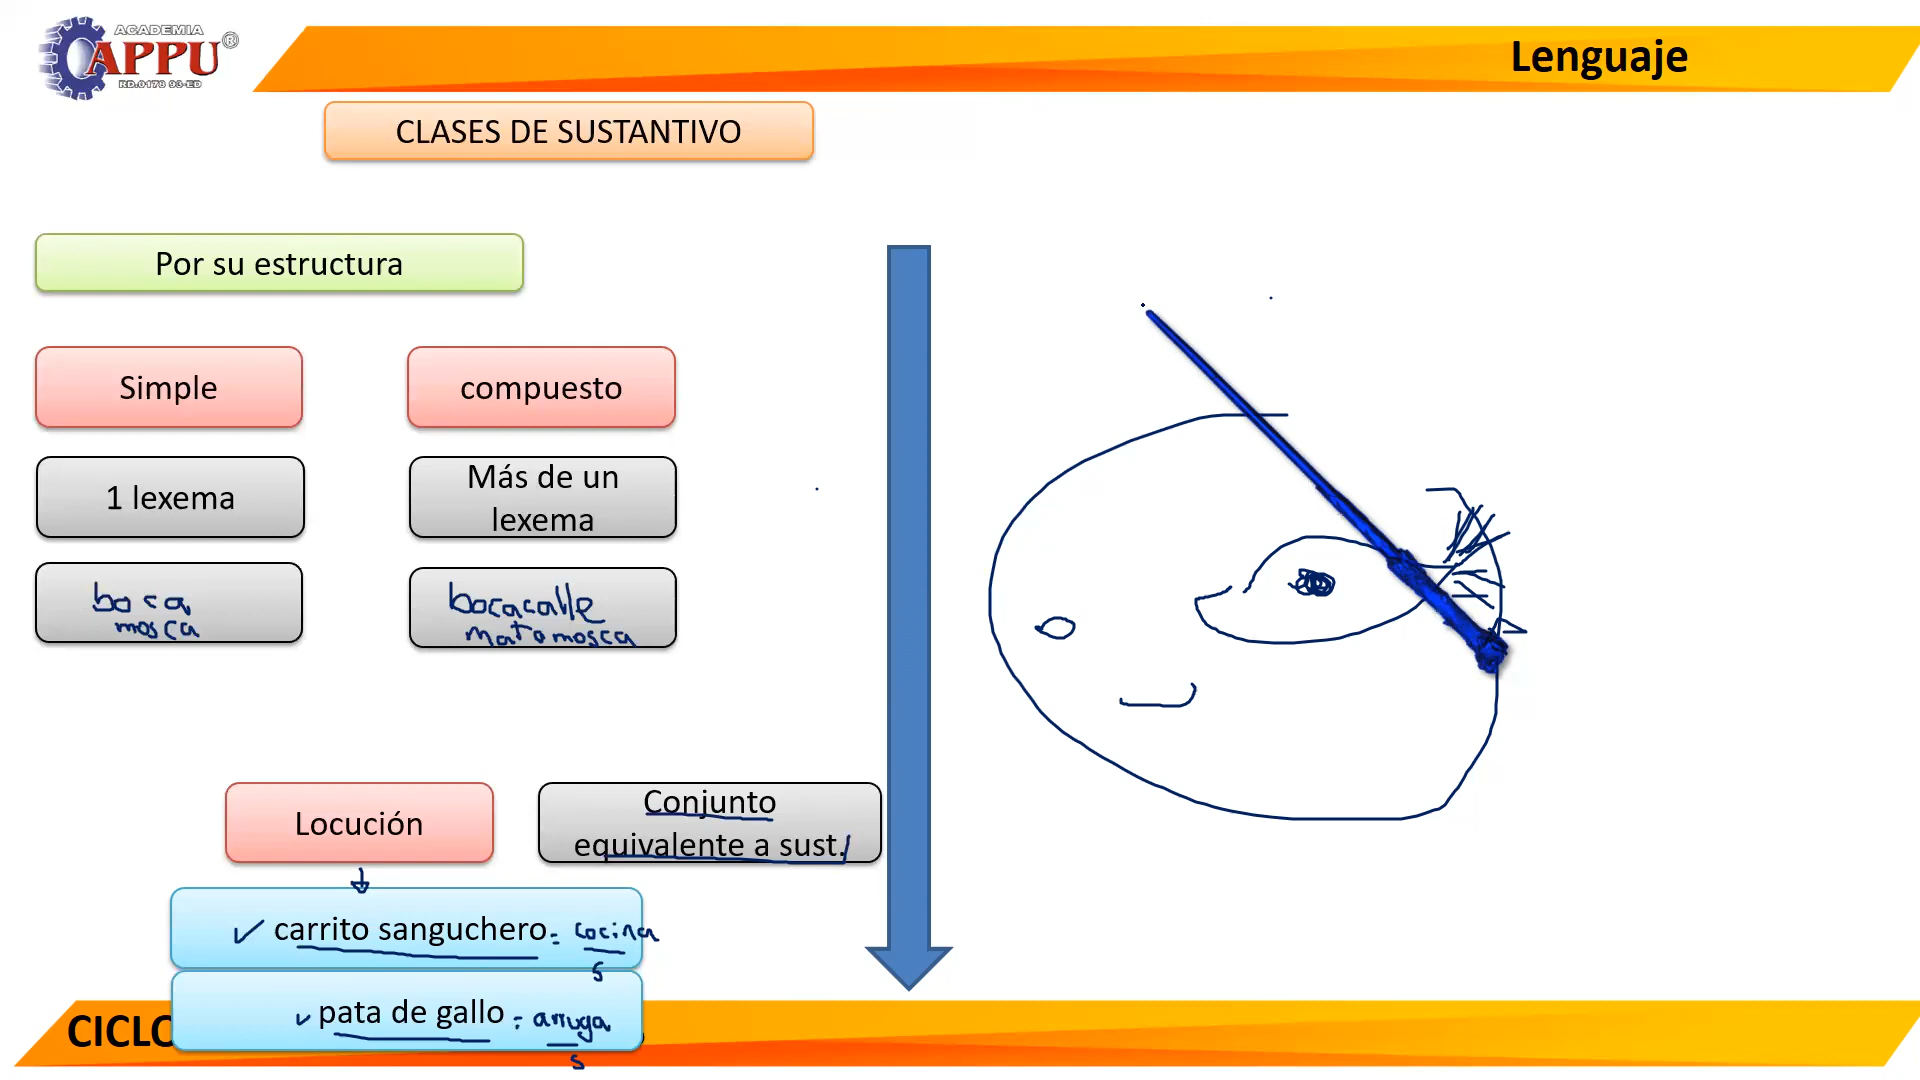 ACADEMIA
APPU®
RD.0178 93-ED
Lenguaje
CLASES DE SUSTANTIVO
Por su estructura
Simple
compuesto
1 lexema
Más de un
lexema
boca
mosca
bocacalle
matamosca
Locución
Conjunto
equivalente a sust.
carrito sanguchero = cocina
s
pata de gallo = arruga
s
CICLO